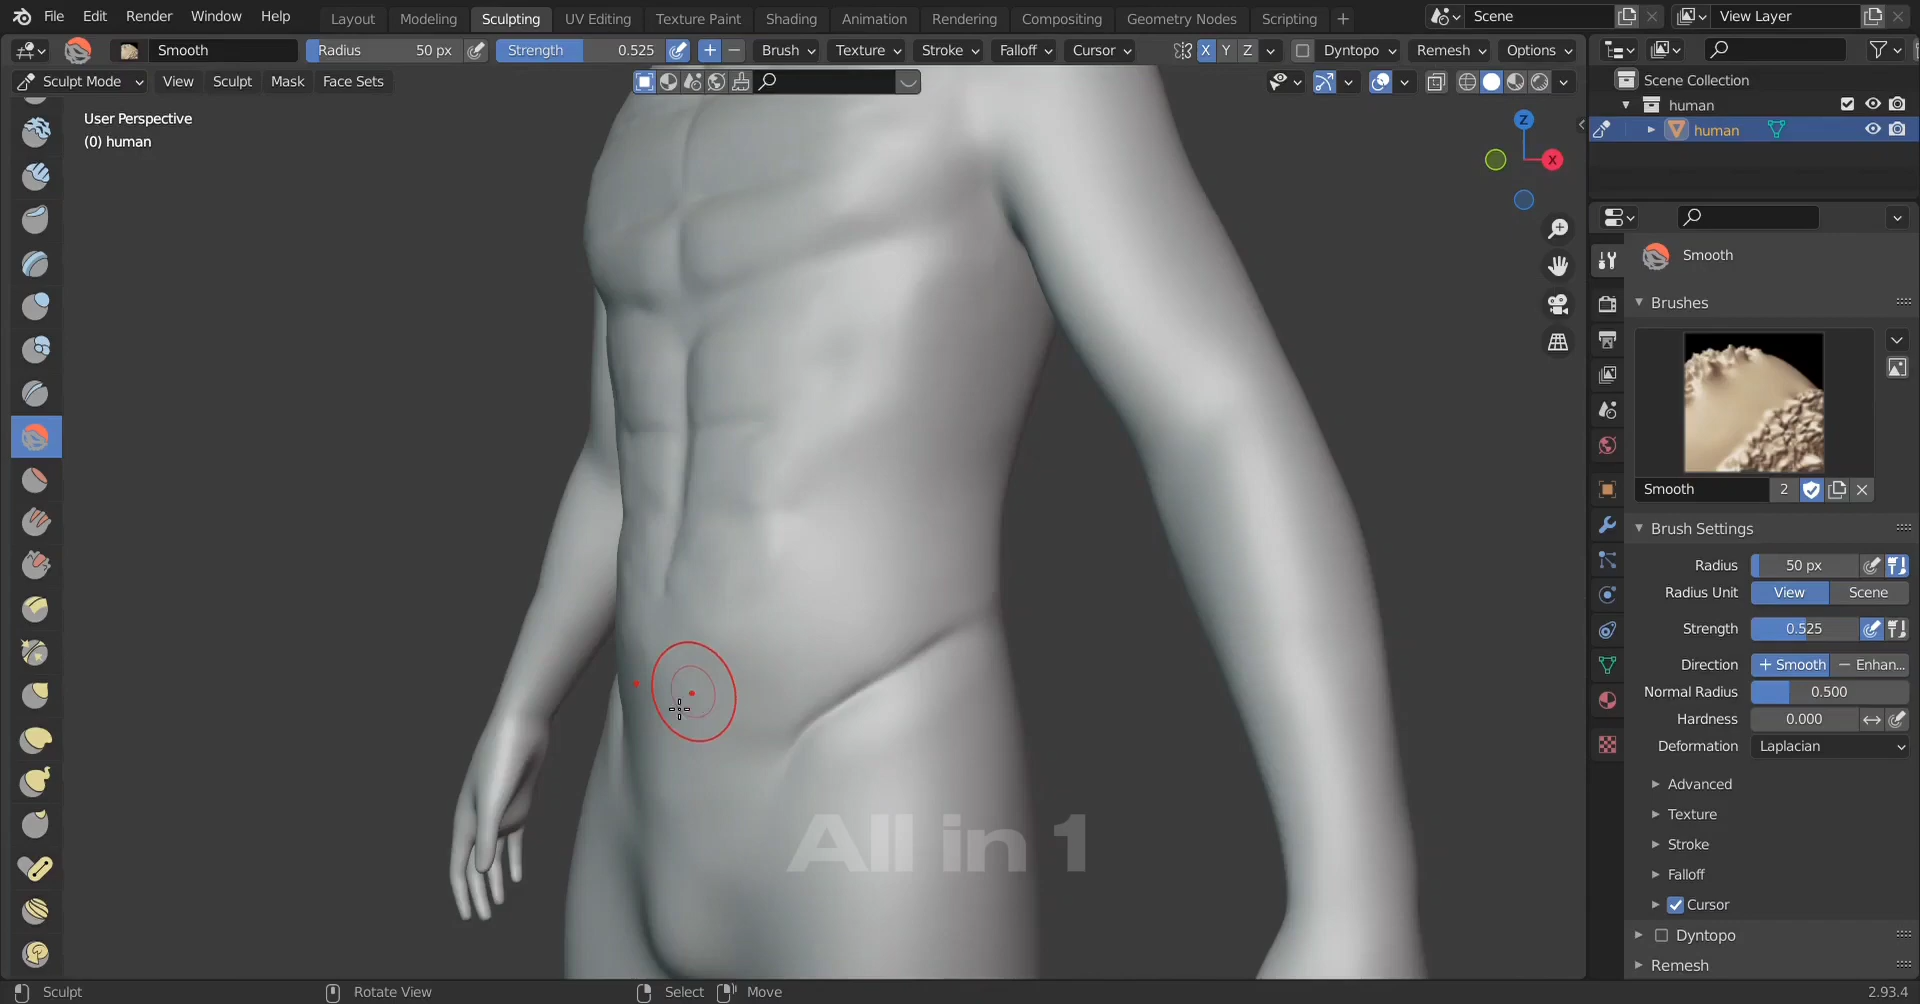 File Edit Render Window Help Layout Modeling Sculpting UV Editing Texture Paint Shading Animation Rendering Compositing Geometry Nodes Scripting + Scene View Layer
Smooth Radius 50 px Strength 0.525 + − Brush Texture Stroke Falloff Cursor X Y Z Dyntopo Remesh Options
Sculpt Mode View Sculpt Mask Face Sets
Scene Collection
human
human
User Perspective
(0) human
Z
X
Smooth
Brushes
Smooth 2
Brush Settings
Radius 50 px
Radius Unit View Scene
Strength 0.525
Direction + Smooth − Enhan...
Normal Radius 0.500
Hardness 0.000
Deformation Laplacian
Advanced
Texture
Stroke
Falloff
Cursor
Dyntopo
Remesh
All in 1
Sculpt Rotate View Select Move 2.93.4